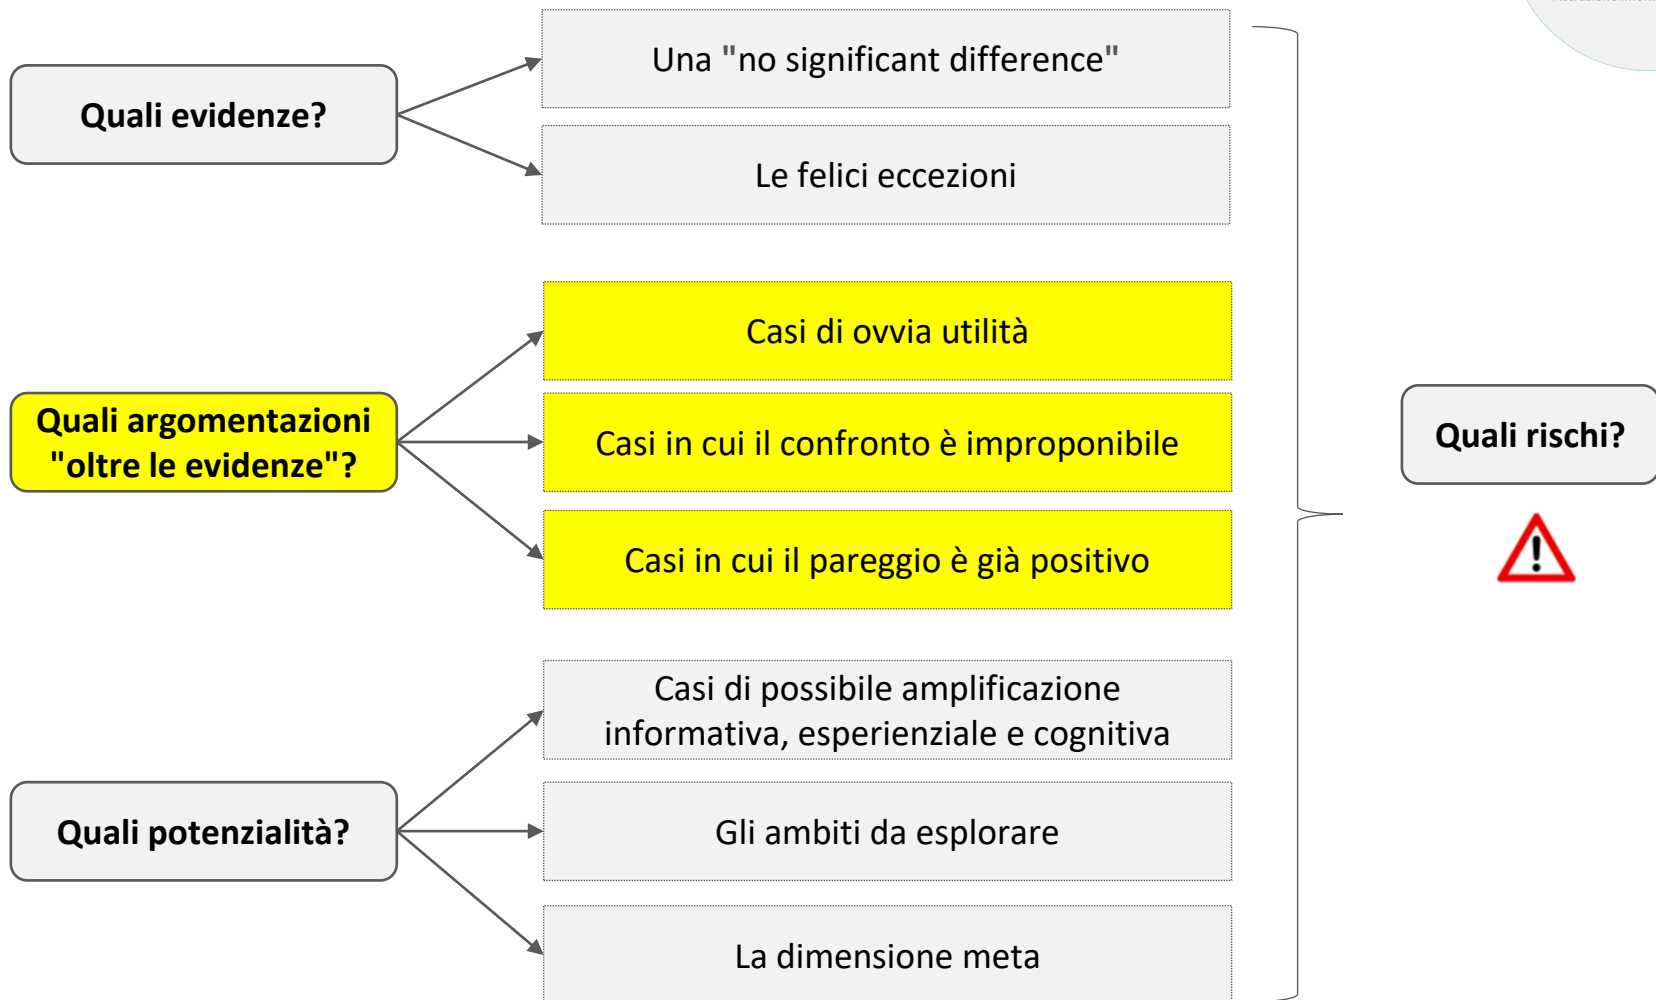 Quali evidenze?
Una "no significant difference"
Le felici eccezioni
Quali argomentazioni
"oltre le evidenze"?
Casi di ovvia utilità
Casi in cui il confronto è improponibile
Casi in cui il pareggio è già positivo
Quali potenzialità?
Casi di possibile amplificazione
informativa, esperienziale e cognitiva
Gli ambiti da esplorare
La dimensione meta
Quali rischi?